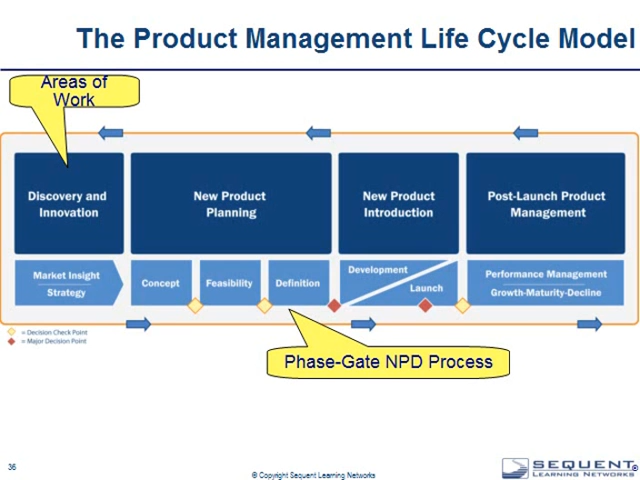 The Product Management Life Cycle Model
Areas of
Work
Discovery and
Innovation
New Product
Planning
New Product
Introduction
Post-Launch Product
Management
Market Insight
Strategy
Concept
Feasibility
Definition
Development
Launch
Performance Management
Growth-Maturity-Decline
= Decision Check Point
= Major Decision Point
Phase-Gate NPD Process
36
© Copyright Sequent Learning Networks
SEQUENT®
LEARNING NETWORKS